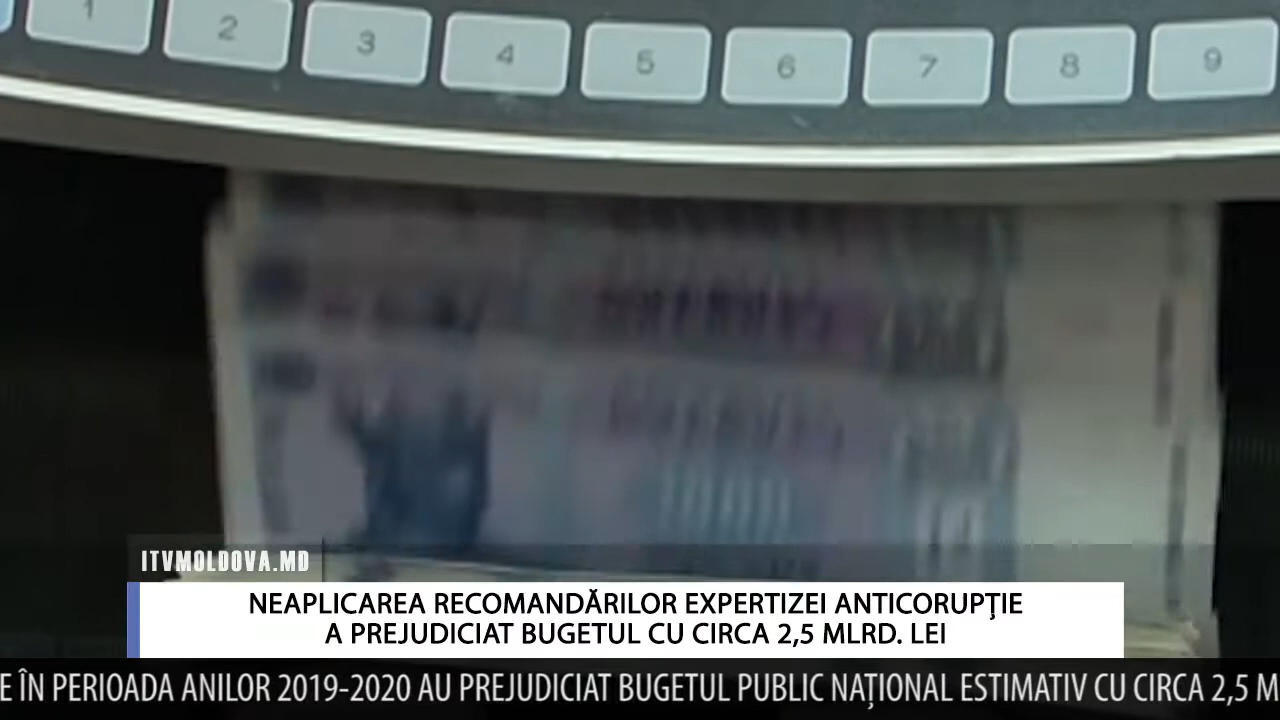 1 2 3 4 5 6 7 8 9
ITVMOLDOVA.MD
NEAPLICAREA RECOMANDĂRILOR EXPERTIZEI ANTICORUPŢIE
A PREJUDICIAT BUGETUL CU CIRCA 2,5 MLRD. LEI
E ÎN PERIOADA ANILOR 2019-2020 AU PREJUDICIAT BUGETUL PUBLIC NAȚIONAL ESTIMATIV CU CIRCA 2,5 M